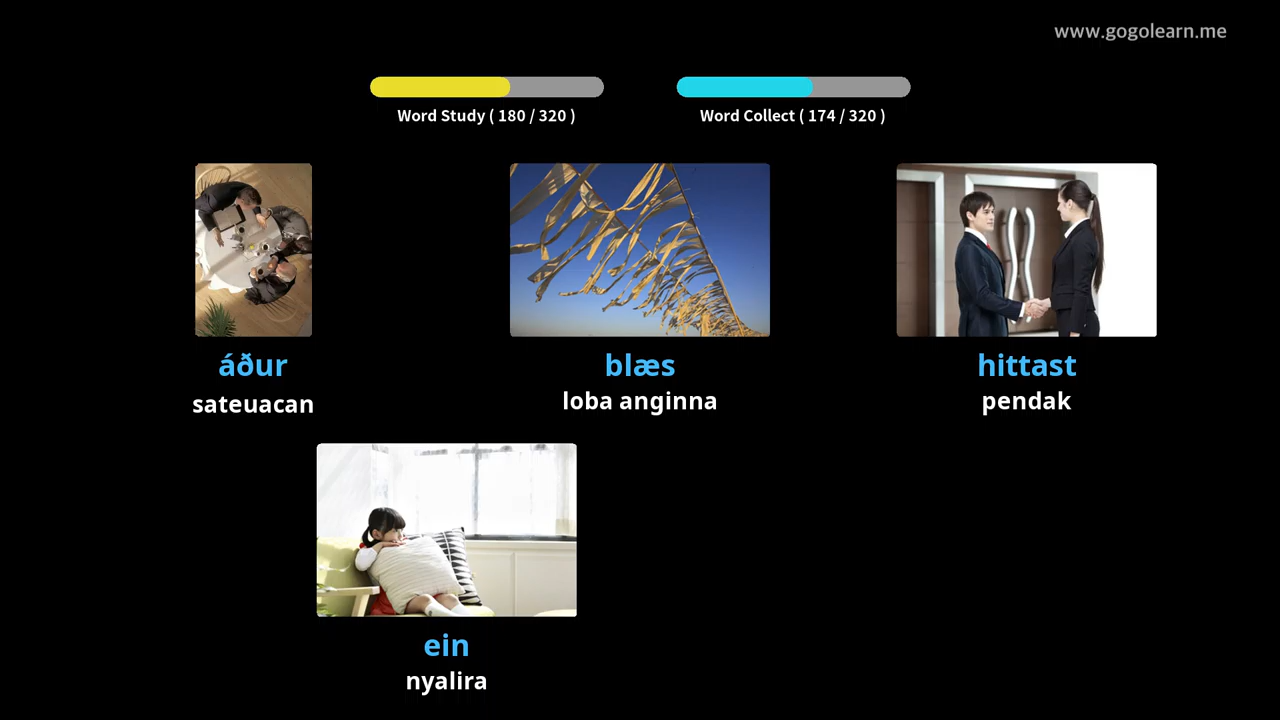 www.gogolearn.me
Word Study ( 180 / 320 )
Word Collect ( 174 / 320 )
áður
sateuacan
blæs
loba anginna
hittast
pendak
ein
nyalira